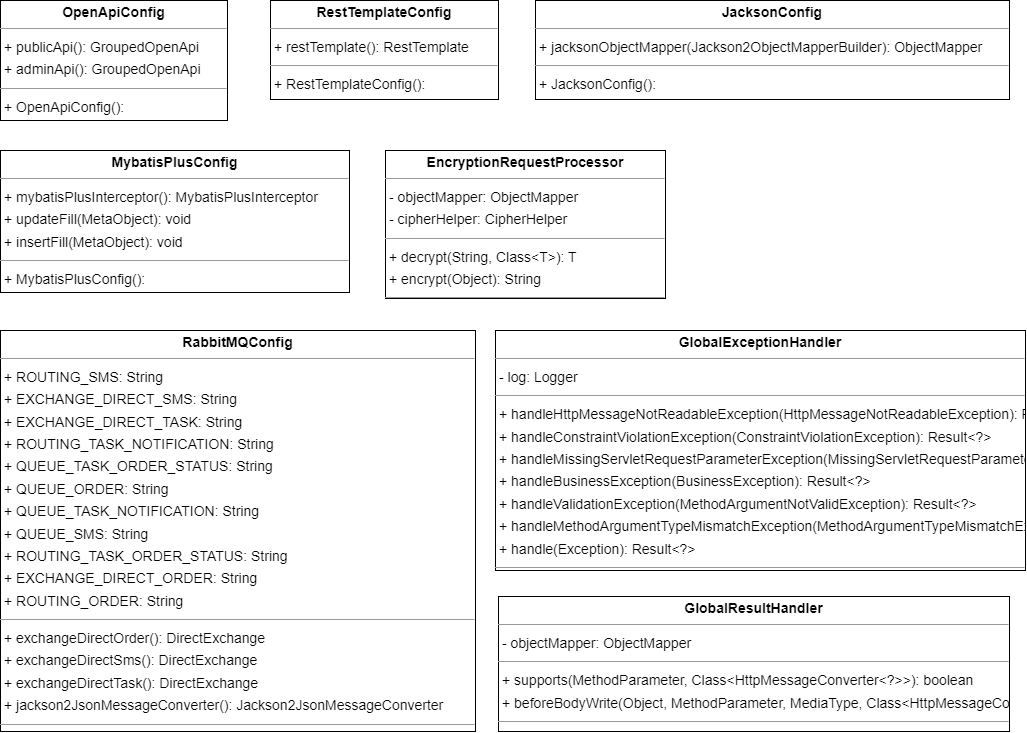 OpenApiConfig
+ publicApi(): GroupedOpenApi
+ adminApi(): GroupedOpenApi
+ OpenApiConfig():
RestTemplateConfig
+ restTemplate(): RestTemplate
+ RestTemplateConfig():
JacksonConfig
+ jacksonObjectMapper(Jackson2ObjectMapperBuilder): ObjectMapper
+ JacksonConfig():
MybatisPlusConfig
+ mybatisPlusInterceptor(): MybatisPlusInterceptor
+ updateFill(MetaObject): void
+ insertFill(MetaObject): void
+ MybatisPlusConfig():
EncryptionRequestProcessor
- objectMapper: ObjectMapper
- cipherHelper: CipherHelper
+ decrypt(String, Class<T>): T
+ encrypt(Object): String
RabbitMQConfig
+ ROUTING_SMS: String
+ EXCHANGE_DIRECT_SMS: String
+ EXCHANGE_DIRECT_TASK: String
+ ROUTING_TASK_NOTIFICATION: String
+ QUEUE_TASK_ORDER_STATUS: String
+ QUEUE_ORDER: String
+ QUEUE_TASK_NOTIFICATION: String
+ QUEUE_SMS: String
+ ROUTING_TASK_ORDER_STATUS: String
+ EXCHANGE_DIRECT_ORDER: String
+ ROUTING_ORDER: String
+ exchangeDirectOrder(): DirectExchange
+ exchangeDirectSms(): DirectExchange
+ exchangeDirectTask(): DirectExchange
+ jackson2JsonMessageConverter(): Jackson2JsonMessageConverter
GlobalExceptionHandler
- log: Logger
+ handleHttpMessageNotReadableException(HttpMessageNotReadableException):
+ handleConstraintViolationException(ConstraintViolationException): Result<?>
+ handleMissingServletRequestParameterException(MissingServletRequestParamet
+ handleBusinessException(BusinessException): Result<?>
+ handleValidationException(MethodArgumentNotValidException): Result<?>
+ handleMethodArgumentTypeMismatchException(MethodArgumentTypeMismatchE
+ handle(Exception): Result<?>
GlobalResultHandler
- objectMapper: ObjectMapper
+ supports(MethodParameter, Class<HttpMessageConverter<?>>): boolean
+ beforeBodyWrite(Object, MethodParameter, MediaType, Class<HttpMessageCo